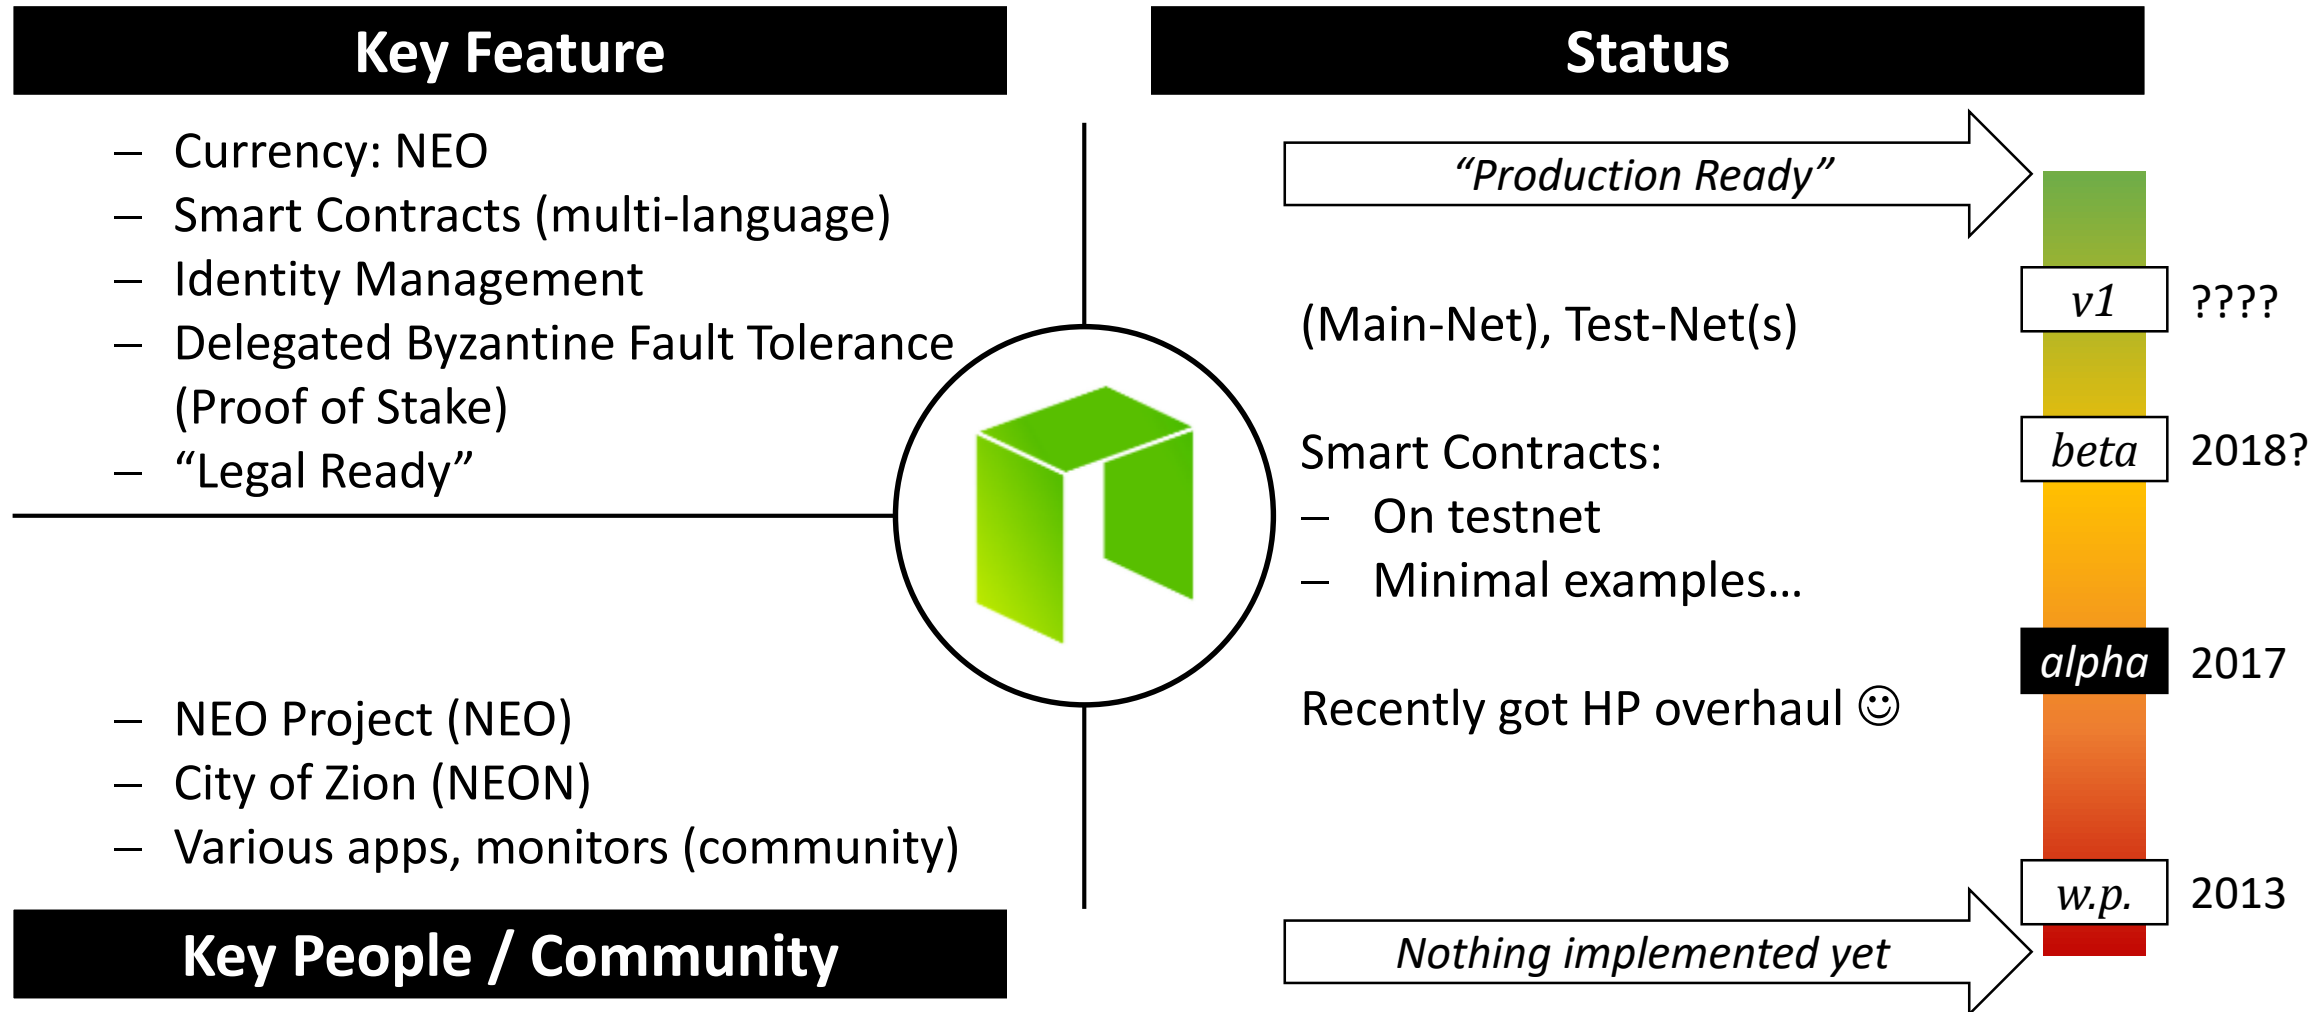 Key Feature
– Currency: NEO
– Smart Contracts (multi-language)
– Identity Management
– Delegated Byzantine Fault Tolerance
(Proof of Stake)
– “Legal Ready”
– NEO Project (NEO)
– City of Zion (NEON)
– Various apps, monitors (community)
Key People / Community
Status
“Production Ready”
(Main-Net), Test-Net(s)
Smart Contracts:
– On testnet
– Minimal examples…
Recently got HP overhaul ☺
Nothing implemented yet
v1 ????
beta 2018?
alpha 2017
w.p. 2013